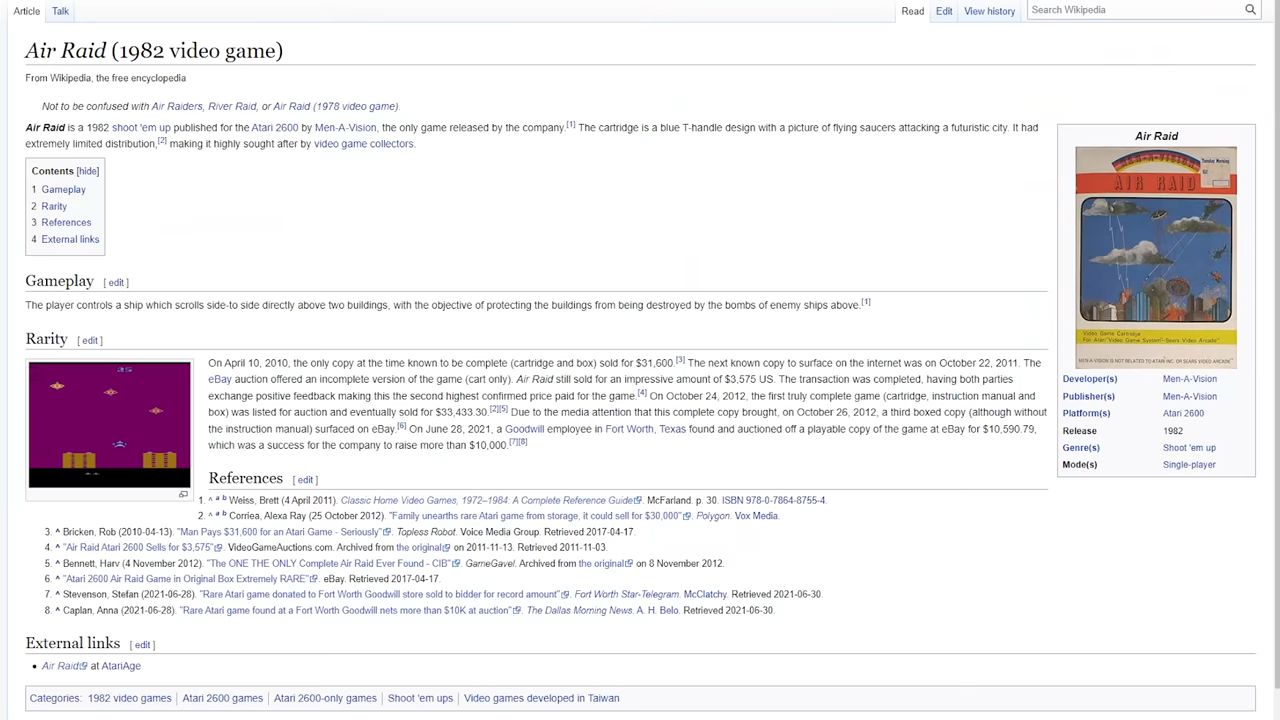 Article Talk Read Edit View history Search Wikipedia
Air Raid (1982 video game)
From Wikipedia, the free encyclopedia
Not to be confused with Air Raiders, River Raid, or Air Raid (1978 video game).
Air Raid is a 1982 shoot 'em up published for the Atari 2600 by Men-A-Vision, the only game released by the company.[1] The cartridge is a blue T-handle design with a picture of flying saucers attacking a futuristic city. It had
extremely limited distribution,[2] making it highly sought after by video game collectors.
Contents [hide]
1 Gameplay
2 Rarity
3 References
4 External links
Gameplay [ edit ]
The player controls a ship which scrolls side-to side directly above two buildings, with the objective of protecting the buildings from being destroyed by the bombs of enemy ships above.[1]
Rarity [ edit ]
On April 10, 2010, the only copy at the time known to be complete (cartridge and box) sold for $31,600.[3] The next known copy to surface on the internet was on October 22, 2011. The
eBay auction offered an incomplete version of the game (cart only). Air Raid still sold for an impressive amount of $3,575 US. The transaction was completed, having both parties
exchange positive feedback making this the second highest confirmed price paid for the game.[4] On October 24, 2012, the first truly complete game (cartridge, instruction manual and
box) was listed for auction and eventually sold for $33,433.30.[2][5] Due to the media attention that this complete copy brought, on October 26, 2012, a third boxed copy (although without
the instruction manual) surfaced on eBay.[6] On June 28, 2021, a Goodwill employee in Fort Worth, Texas found and auctioned off a playable copy of the game at eBay for $10,590.79,
which was a success for the company to raise more than $10,000.[7][8]
References [ edit ]
1. ^ a b Weiss, Brett (4 April 2011). Classic Home Video Games, 1972–1984: A Complete Reference Guide. McFarland. p. 30. ISBN 978-0-7864-8755-4.
2. ^ a b Corriea, Alexa Ray (25 October 2012). "Family unearths rare Atari game from storage, it could sell for $30,000". Polygon. Vox Media.
3. ^ Bricken, Rob (2010-04-13). "Man Pays $31,600 for an Atari Game - Seriously". Topless Robot. Voice Media Group. Retrieved 2017-04-17.
4. ^ "Air Raid Atari 2600 Sells for $3,575". VideoGameAuctions.com. Archived from the original on 2011-11-13. Retrieved 2011-11-03.
5. ^ Bennett, Harv (4 November 2012). "The ONE THE ONLY Complete Air Raid Ever Found - CIB". GameGavel. Archived from the original on 8 November 2012.
6. ^ "Atari 2600 Air Raid Game in Original Box Extremely RARE". eBay. Retrieved 2017-04-17.
7. ^ Stevenson, Stefan (2021-06-28). "Rare Atari game donated to Fort Worth Goodwill store sold to bidder for record amount". Fort Worth Star-Telegram. McClatchy. Retrieved 2021-06-30.
8. ^ Caplan, Anna (2021-06-28). "Rare Atari game found at a Fort Worth Goodwill nets more than $10K at auction". The Dallas Morning News. A. H. Belo. Retrieved 2021-06-30.
External links [ edit ]
• Air Raid at AtariAge
Categories: 1982 video games | Atari 2600 games | Atari 2600-only games | Shoot 'em ups | Video games developed in Taiwan
Air Raid
MEN-A-VISION
Tuesday Morning
AIR RAID
Video Game Cartridge
For Atari "Video Game System"-Sears Video Arcade"
MEN-A-VISION IS NOT RELATED TO ATARI INC. OR SEARS VIDEO ARCADE"
Developer(s) Men-A-Vision
Publisher(s) Men-A-Vision
Platform(s) Atari 2600
Release 1982
Genre(s) Shoot 'em up
Mode(s) Single-player